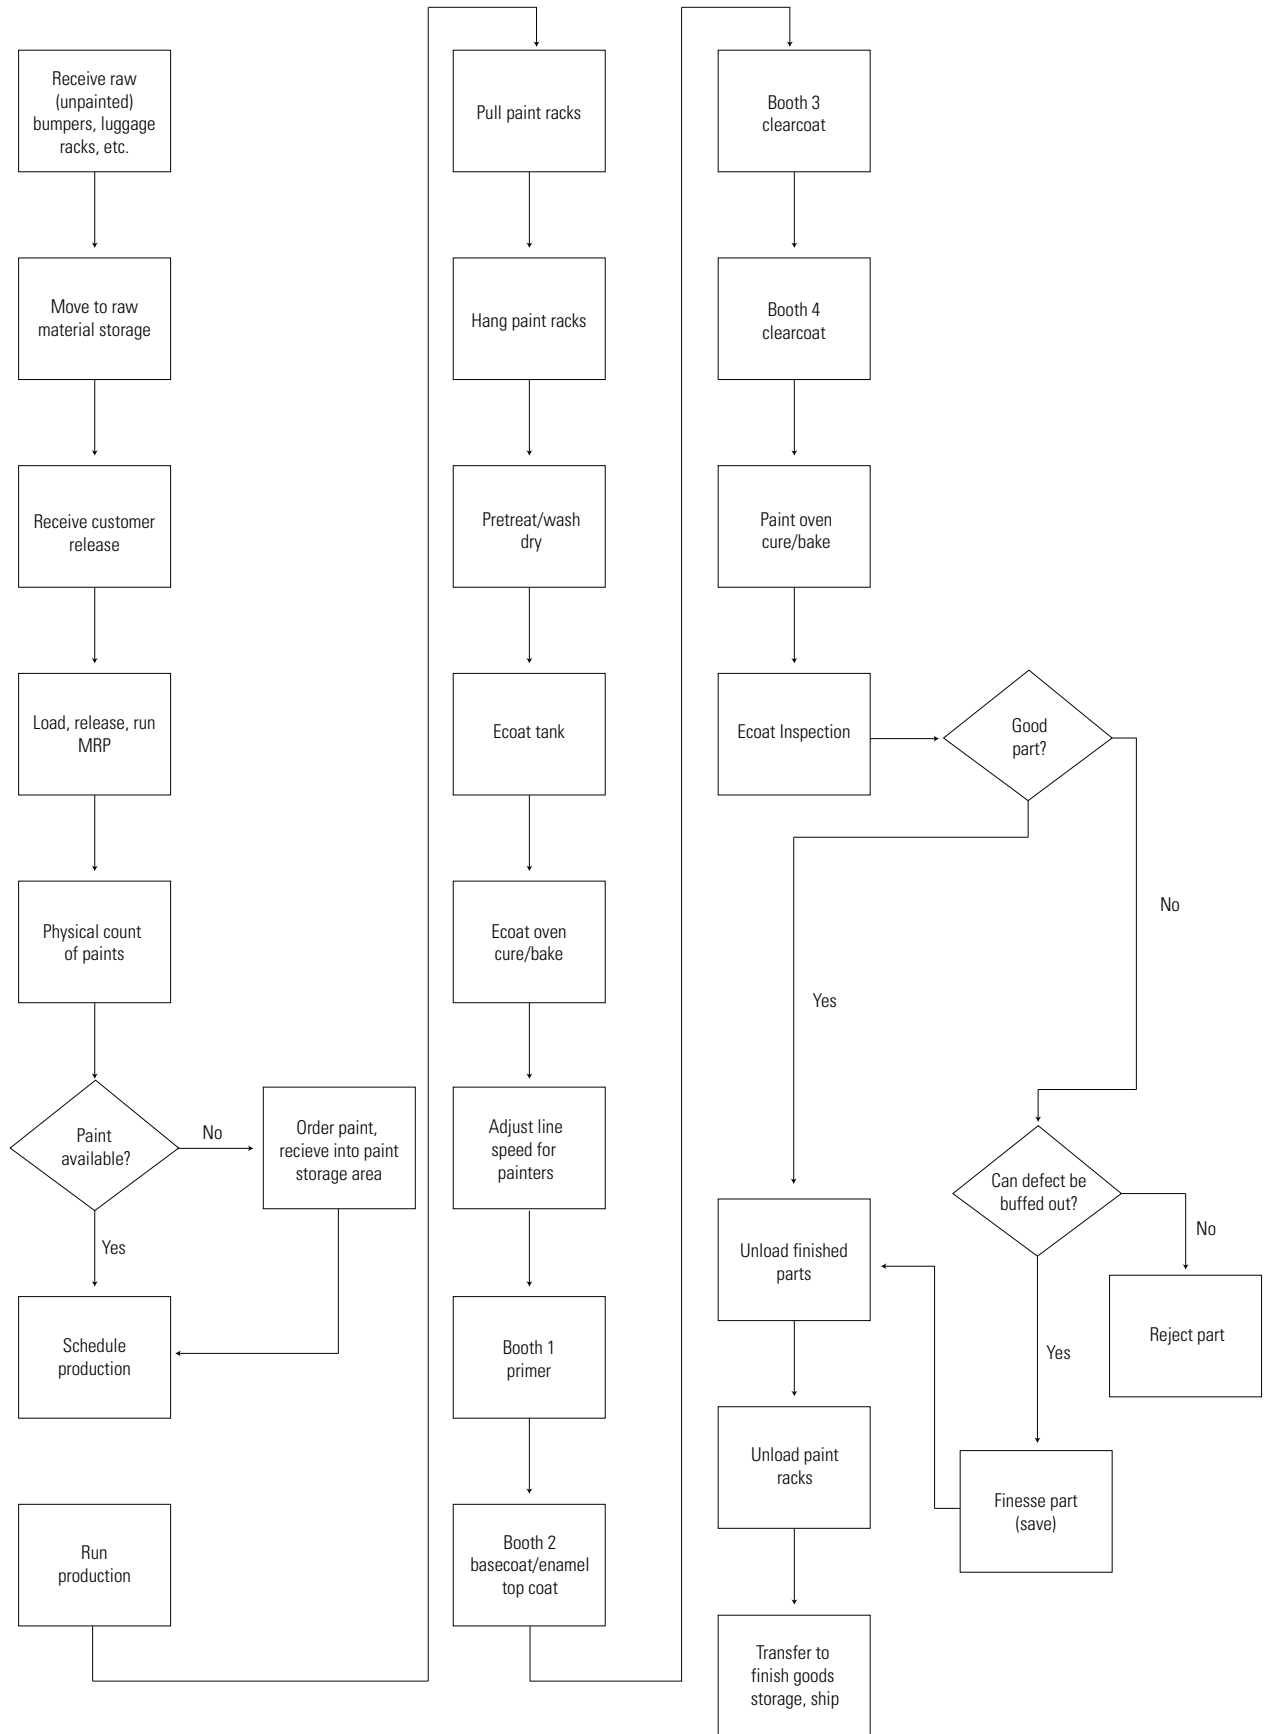 Receive raw
(unpainted)
bumpers, luggage
racks, etc.
Move to raw
material storage
Receive customer
release
Load, release, run
MRP
Physical count
of paints
Paint
available?
No
Order paint,
recieve into paint
storage area
Yes
Schedule
production
Run
production
Pull paint racks
Hang paint racks
Pretreat/wash
dry
Ecoat tank
Ecoat oven
cure/bake
Adjust line
speed for
painters
Booth 1
primer
Booth 2
basecoat/enamel
top coat
Booth 3
clearcoat
Booth 4
clearcoat
Paint oven
cure/bake
Ecoat Inspection
Good
part?
No
Yes
Can defect be
buffed out?
No
Reject part
Yes
Finesse part
(save)
Unload finished
parts
Unload paint
racks
Transfer to
finish goods
storage, ship